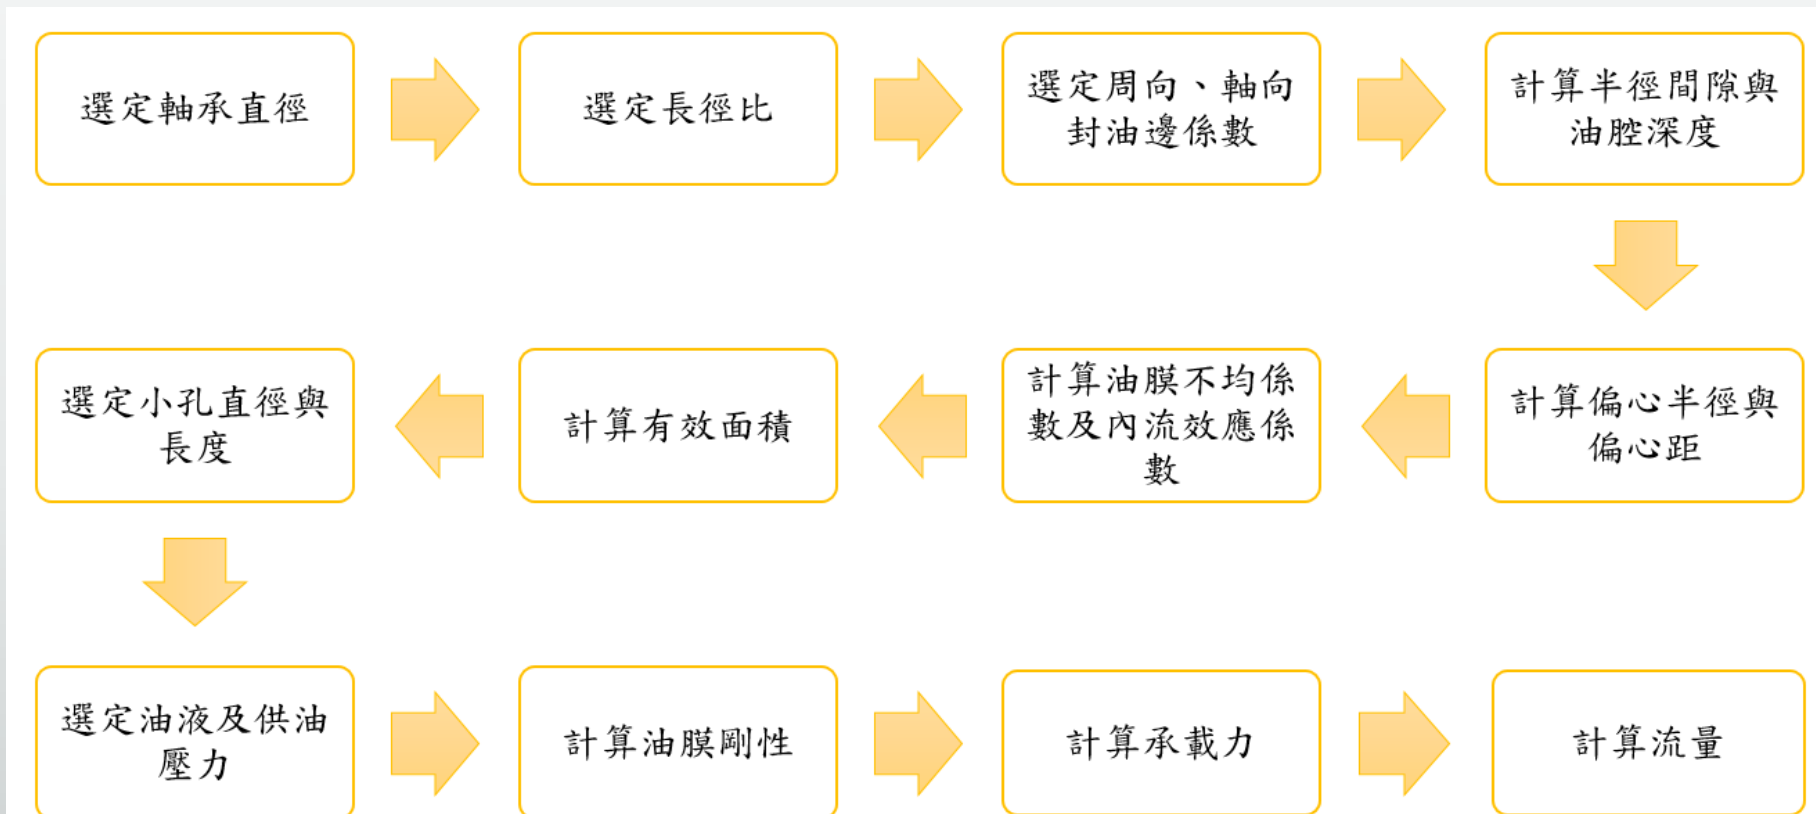 選定軸承直徑
選定長徑比
選定周向、軸向
封油邊係數
計算半徑間隙與
油腔深度
計算偏心半徑與
偏心距
計算油膜不均係
數及內流效應係
數
計算有效面積
選定小孔直徑與
長度
選定油液及供油
壓力
計算油膜剛性
計算承載力
計算流量